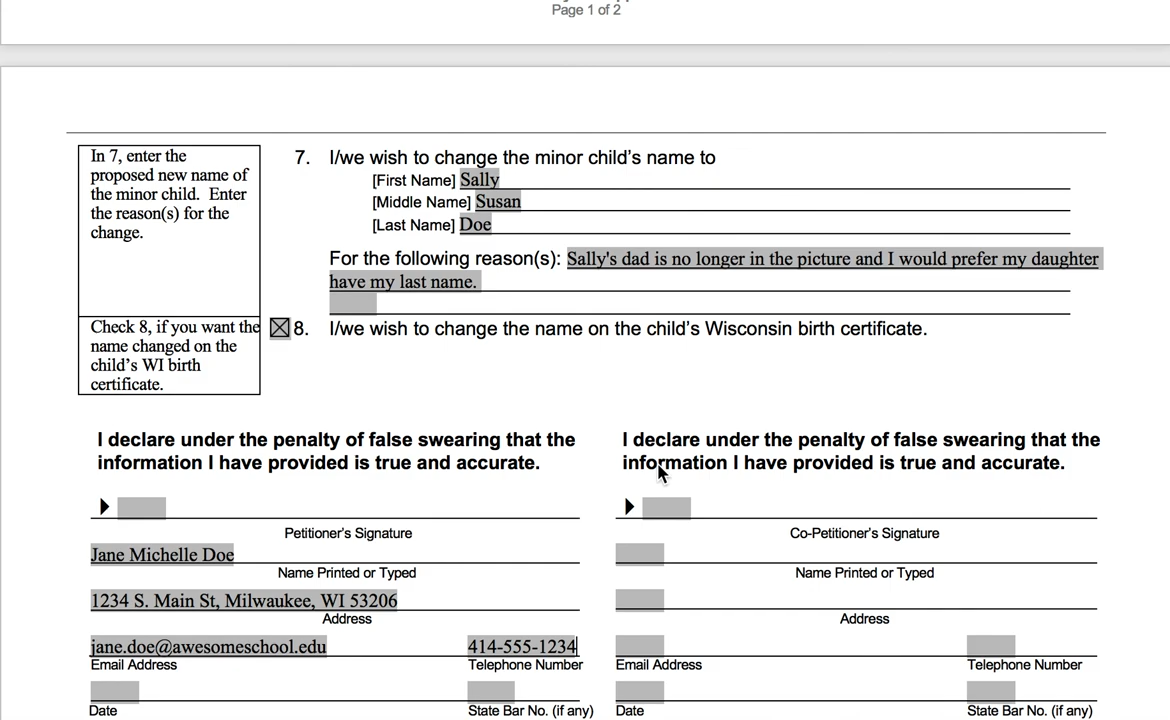 Page 1 of 2
In 7, enter the
proposed new name of
the minor child. Enter
the reason(s) for the
change.
7. I/we wish to change the minor child's name to
[First Name] Sally
[Middle Name] Susan
[Last Name] Doe
For the following reason(s): Sally's dad is no longer in the picture and I would prefer my daughter
have my last name.
Check 8, if you want the
name changed on the
child's WI birth
certificate.
8. I/we wish to change the name on the child's Wisconsin birth certificate.
I declare under the penalty of false swearing that the
information I have provided is true and accurate.
Petitioner's Signature
Jane Michelle Doe
Name Printed or Typed
1234 S. Main St, Milwaukee, WI 53206
Address
jane.doe@awesomeschool.edu 414-555-1234
Email Address Telephone Number
Date State Bar No. (if any)
I declare under the penalty of false swearing that the
information I have provided is true and accurate.
Co-Petitioner's Signature
Name Printed or Typed
Address
Email Address Telephone Number
Date State Bar No. (if any)